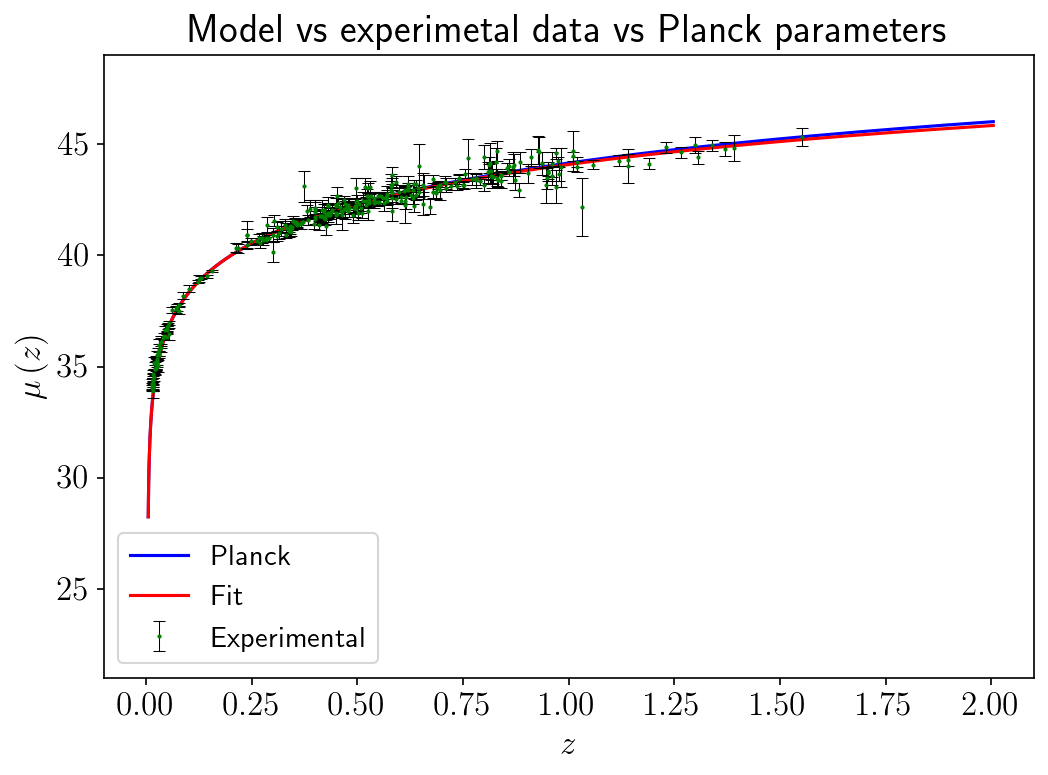 Model vs experimetal data vs Planck parameters
μ (z)
45
40
35
30
25
Planck
Fit
Experimental
0.00 0.25 0.50 0.75 1.00 1.25 1.50 1.75 2.00
z